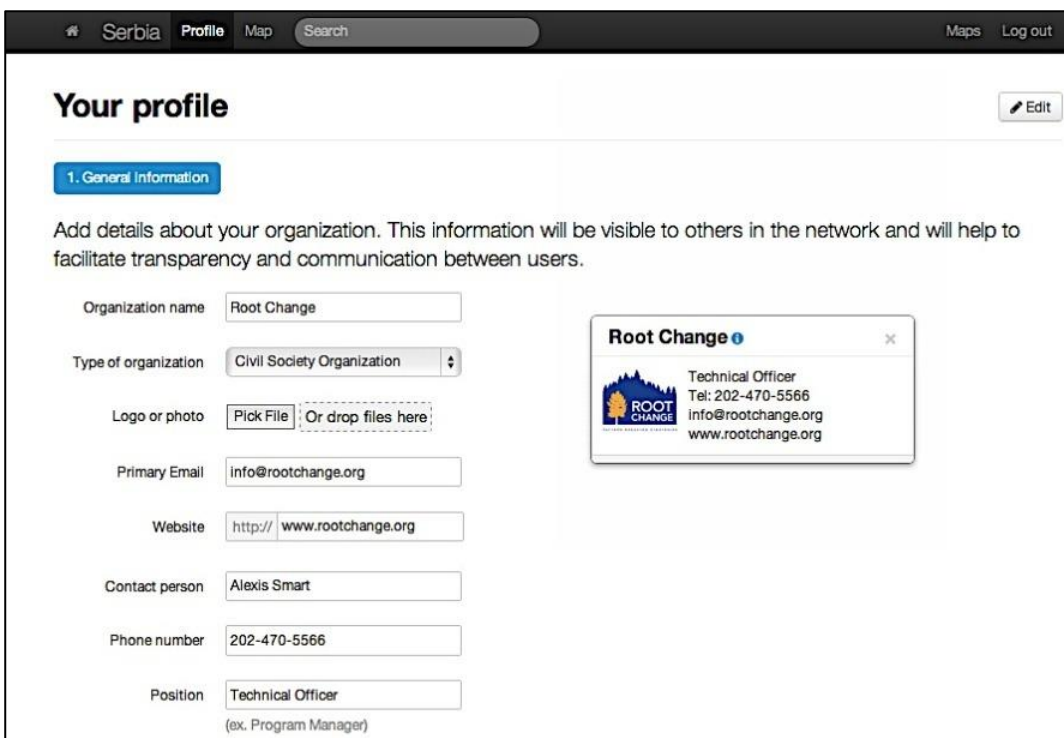 Serbia Profile Map Search Maps Log out
Your profile
Edit
1. General Information
Add details about your organization. This information will be visible to others in the network and will help to
facilitate transparency and communication between users.
Organization name Root Change
Type of organization Civil Society Organization
Logo or photo Pick File Or drop files here
Primary Email info@rootchange.org
Website http:// www.rootchange.org
Contact person Alexis Smart
Phone number 202-470-5566
Position Technical Officer
(ex. Program Manager)
Root Change
Technical Officer
Tel: 202-470-5566
info@rootchange.org
www.rootchange.org
ROOT
CHANGE